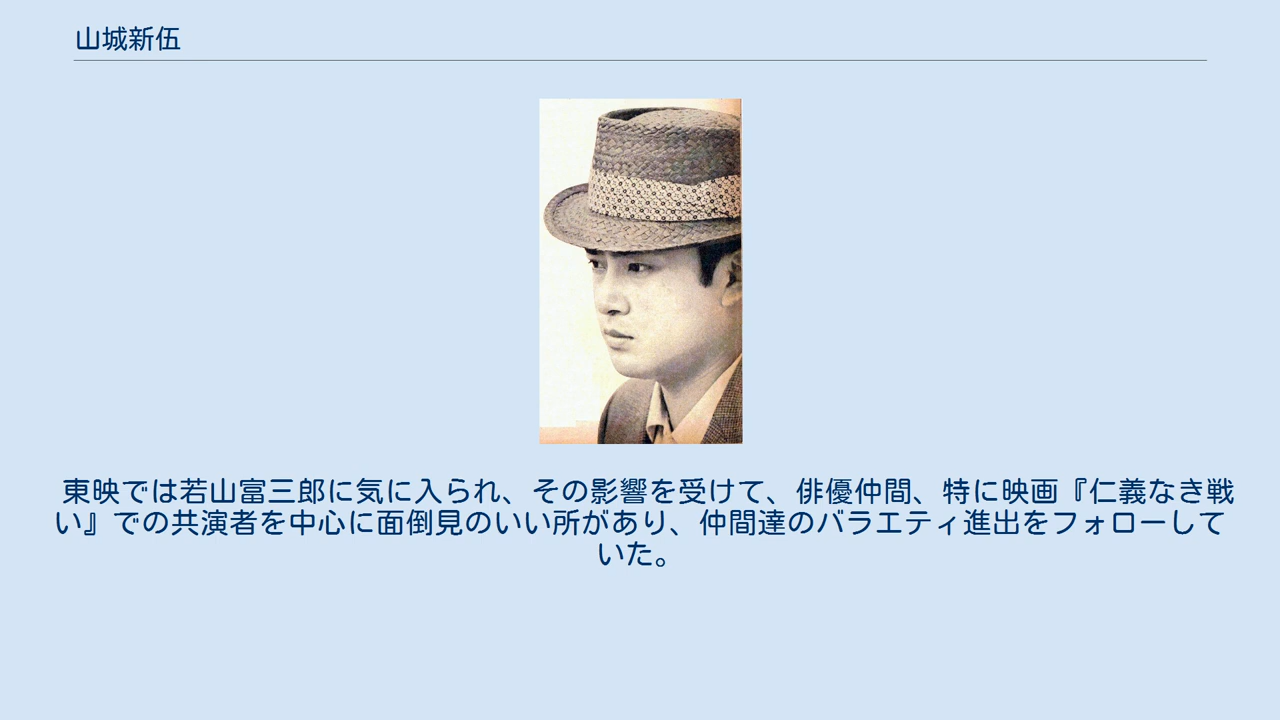 山城新伍
東映では若山富三郎に気に入られ、その影響を受けて、俳優仲間、特に映画『仁義なき戦
い』での共演者を中心に面倒見のいい所があり、仲間達のバラエティ進出をフォローして
いた。